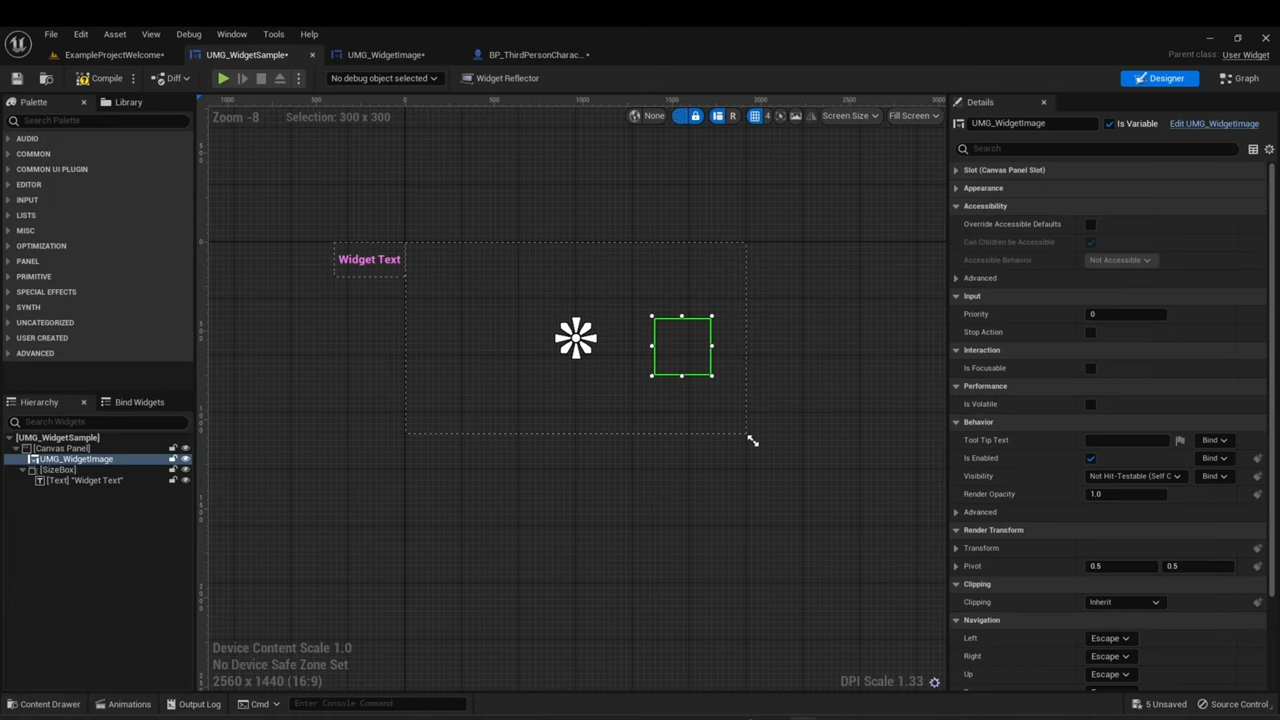 File Edit Asset View Debug Window Tools Help
ExampleProjectWelcome• UMG_WidgetSample• UMG_WidgetImage• BP_ThirdPersonCharac...•
Parent class: User Widget
Compile Diff No debug object selected Widget Reflector Designer Graph
Palette Library
Search Palette
AUDIO
COMMON
COMMON UI PLUGIN
EDITOR
INPUT
LISTS
MISC
OPTIMIZATION
PANEL
PRIMITIVE
SPECIAL EFFECTS
SYNTH
UNCATEGORIZED
USER CREATED
ADVANCED
Hierarchy Bind Widgets
Search Widgets
[UMG_WidgetSample]
[Canvas Panel]
UMG_WidgetImage
[SizeBox]
[Text] "Widget Text"
1000 500 0 500 1000 1500 2000 2500 3000
Zoom -8 Selection: 300 x 300 None R 4 Screen Size Fill Screen
Widget Text
Device Content Scale 1.0
No Device Safe Zone Set
2560 x 1440 (16:9) DPI Scale 1.33
Details
UMG_WidgetImage Is Variable Edit UMG_WidgetImage
Search
Slot (Canvas Panel Slot)
Appearance
Accessibility
Override Accessible Defaults
Can Children be Accessible
Accessible Behavior Not Accessible
Advanced
Input
Priority 0
Stop Action
Interaction
Is Focusable
Performance
Is Volatile
Behavior
Tool Tip Text Bind
Is Enabled Bind
Visibility Not Hit-Testable (Self C Bind
Render Opacity 1.0
Advanced
Render Transform
Transform
Pivot 0.5 0.5
Clipping
Clipping Inherit
Navigation
Left Escape
Right Escape
Up Escape
Content Drawer Animations Output Log Cmd Enter Console Command 5 Unsaved Source Control